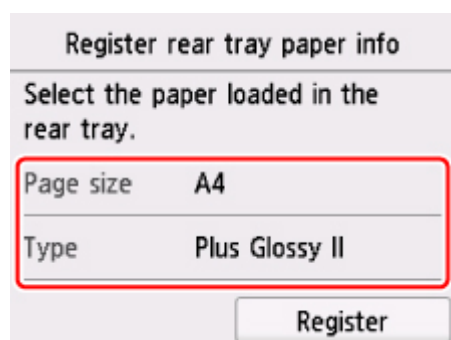 Register rear tray paper info
Select the paper loaded in the
rear tray.
Page size A4
Type Plus Glossy II
Register